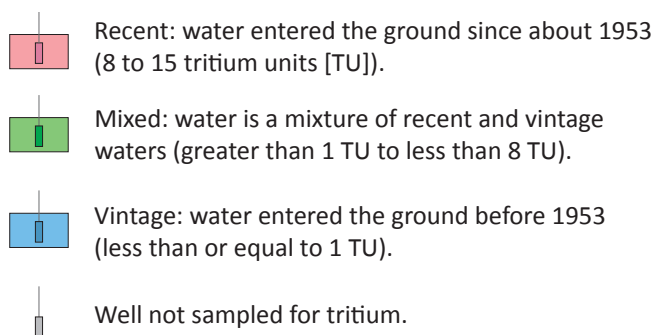 Recent: water entered the ground since about 1953
(8 to 15 tritium units [TU]).
Mixed: water is a mixture of recent and vintage
waters (greater than 1 TU to less than 8 TU).
Vintage: water entered the ground before 1953
(less than or equal to 1 TU).
Well not sampled for tritium.